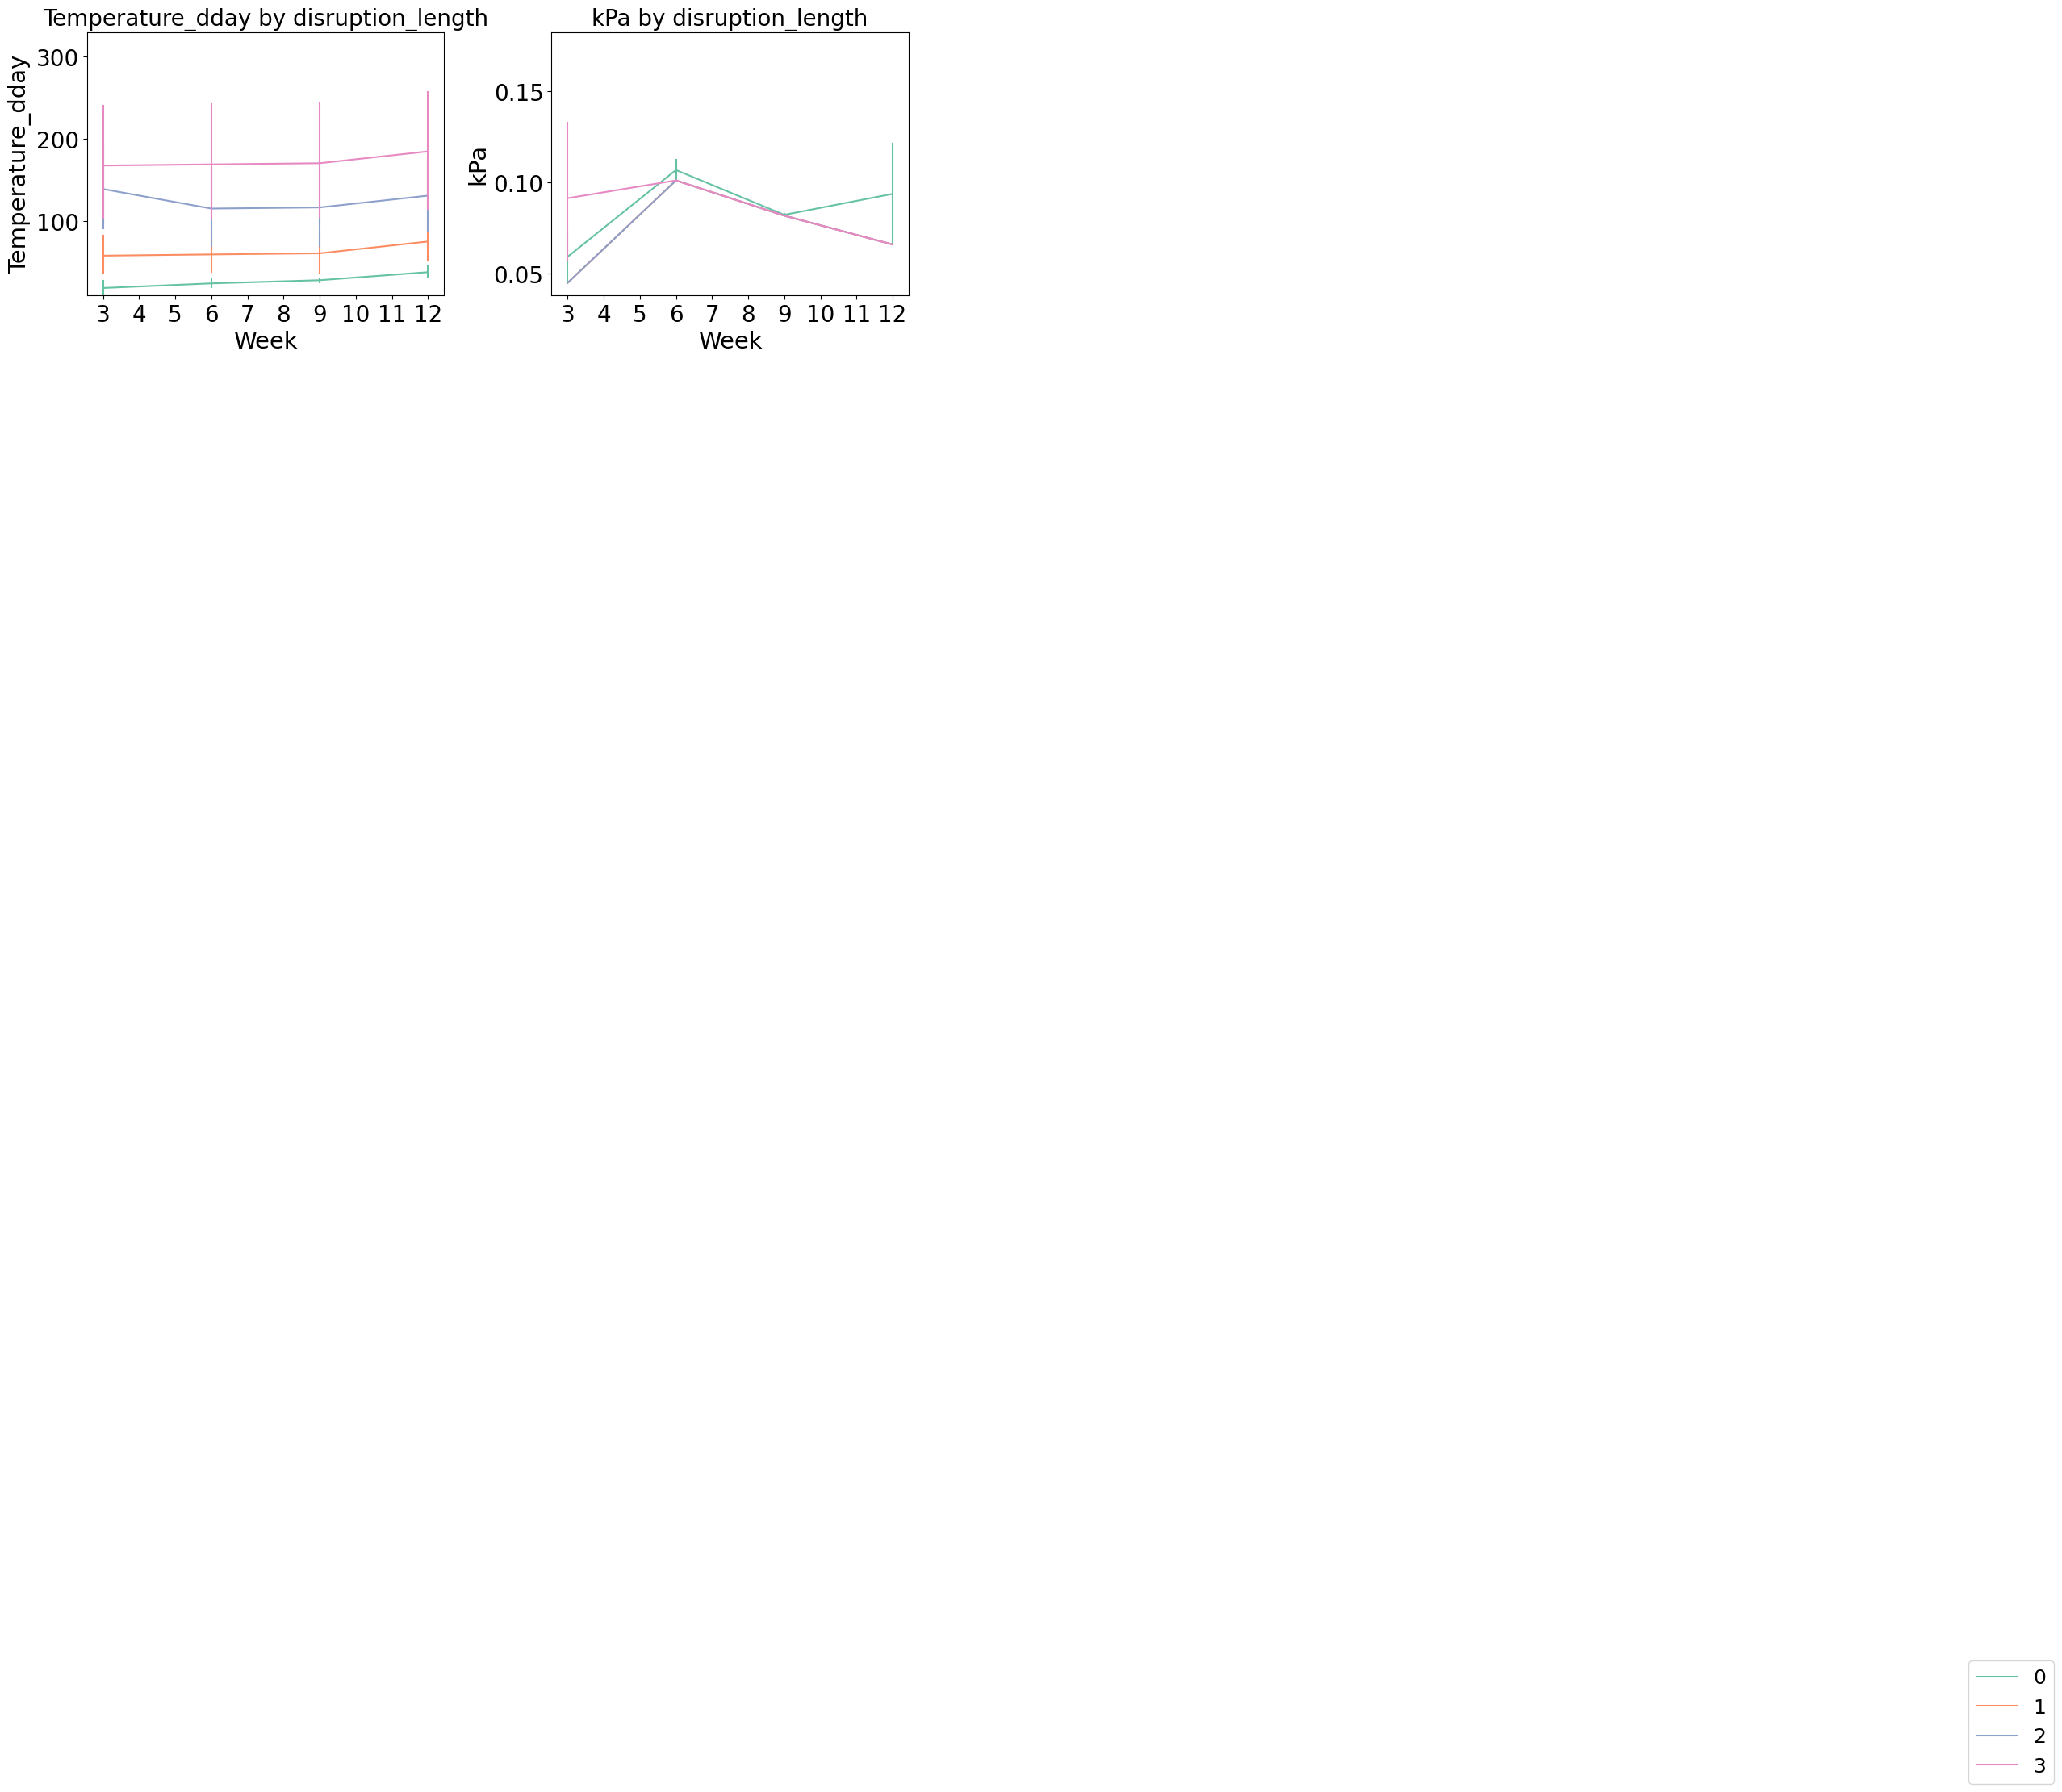 Temperature_dday by disruption_length
300
200
100
Temperature_dday
3 4 5 6 7 8 9 10 11 12
Week
kPa by disruption_length
0.15
0.10
0.05
kPa
3 4 5 6 7 8 9 10 11 12
Week
0
1
2
3